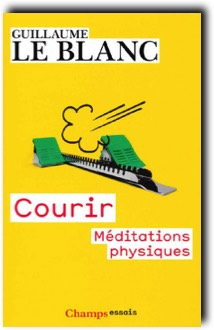 GUILLAUME
LE BLANC
Courir
Méditations
physiques
Champs essais